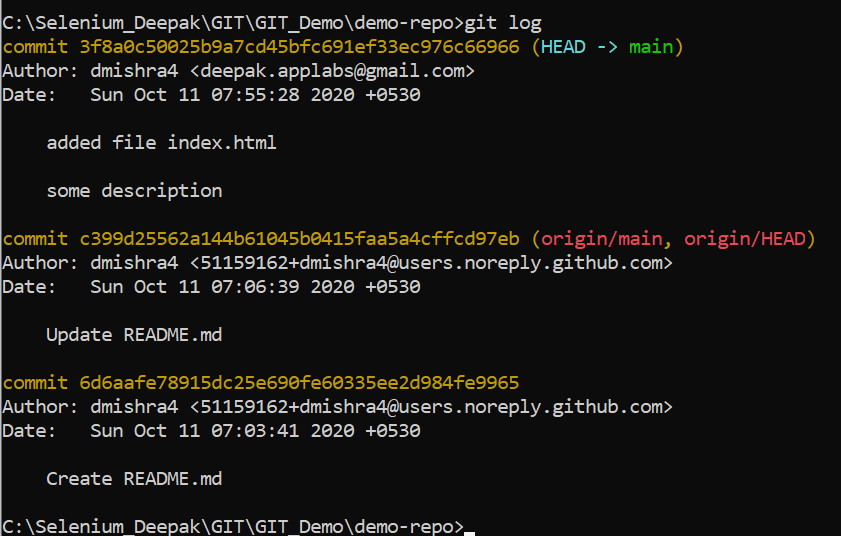 C:\Selenium_Deepak\GIT\GIT_Demo\demo-repo>git log
commit 3f8a0c50025b9a7cd45bfc691ef33ec976c66966 (HEAD -> main)
Author: dmishra4 <deepak.applabs@gmail.com>
Date:   Sun Oct 11 07:55:28 2020 +0530
    added file index.html
    some description
commit c399d25562a144b61045b0415faa5a4cffcd97eb (origin/main, origin/HEAD)
Author: dmishra4 <51159162+dmishra4@users.noreply.github.com>
Date:   Sun Oct 11 07:06:39 2020 +0530
    Update README.md
commit 6d6aafe78915dc25e690fe60335ee2d984fe9965
Author: dmishra4 <51159162+dmishra4@users.noreply.github.com>
Date:   Sun Oct 11 07:03:41 2020 +0530
    Create README.md
C:\Selenium_Deepak\GIT\GIT_Demo\demo-repo>